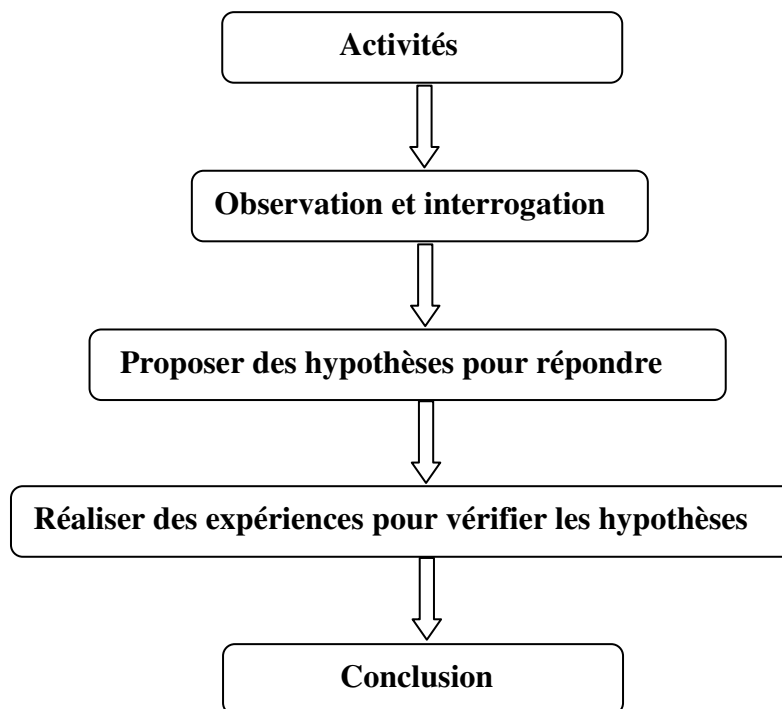 Activités
Observation et interrogation
Proposer des hypothèses pour répondre
Réaliser des expériences pour vérifier les hypothèses
Conclusion